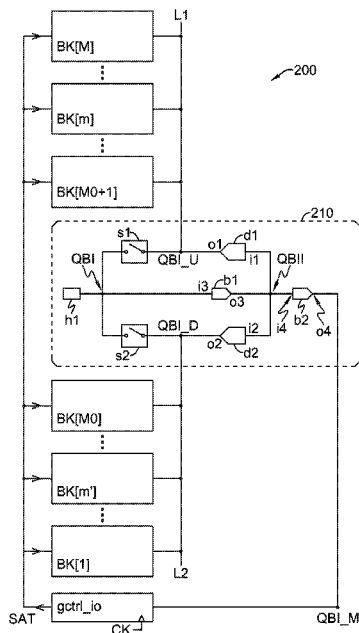 L1
BK[M]
200
BK[m]
BK[M0+1]
210
s1
o1
d1
QBI
QBI_U
i1
QBII
i3
b1
h1
o3
i4
b2
o4
QBI_D
i2
s2
o2
d2
BK[M0]
BK[m']
BK[1]
L2
gctrl_io
SAT
CK
QBI_M